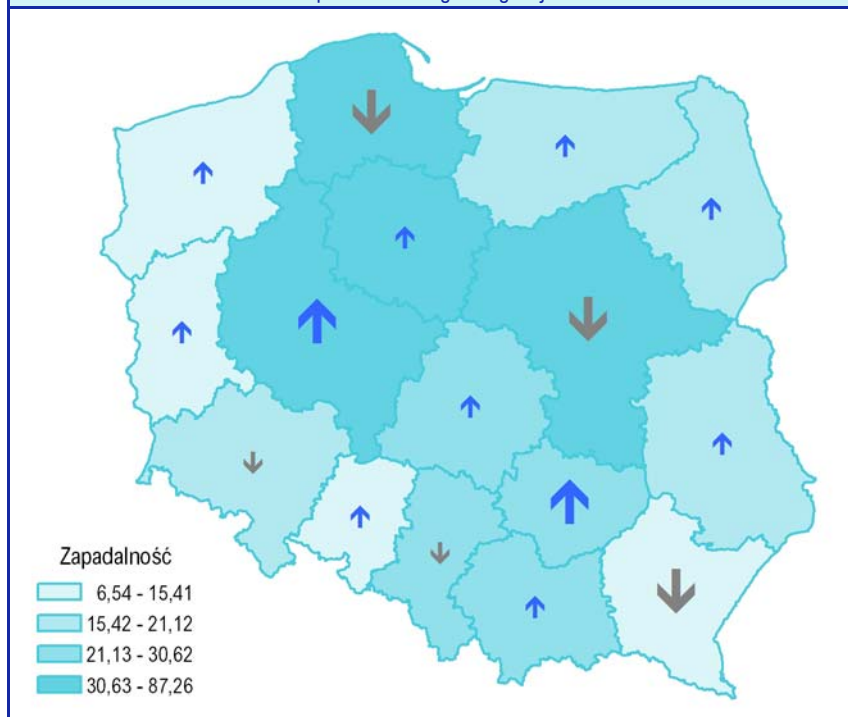 Zapadalność
6,54 - 15,41
15,42 - 21,12
21,13 - 30,62
30,63 - 87,26